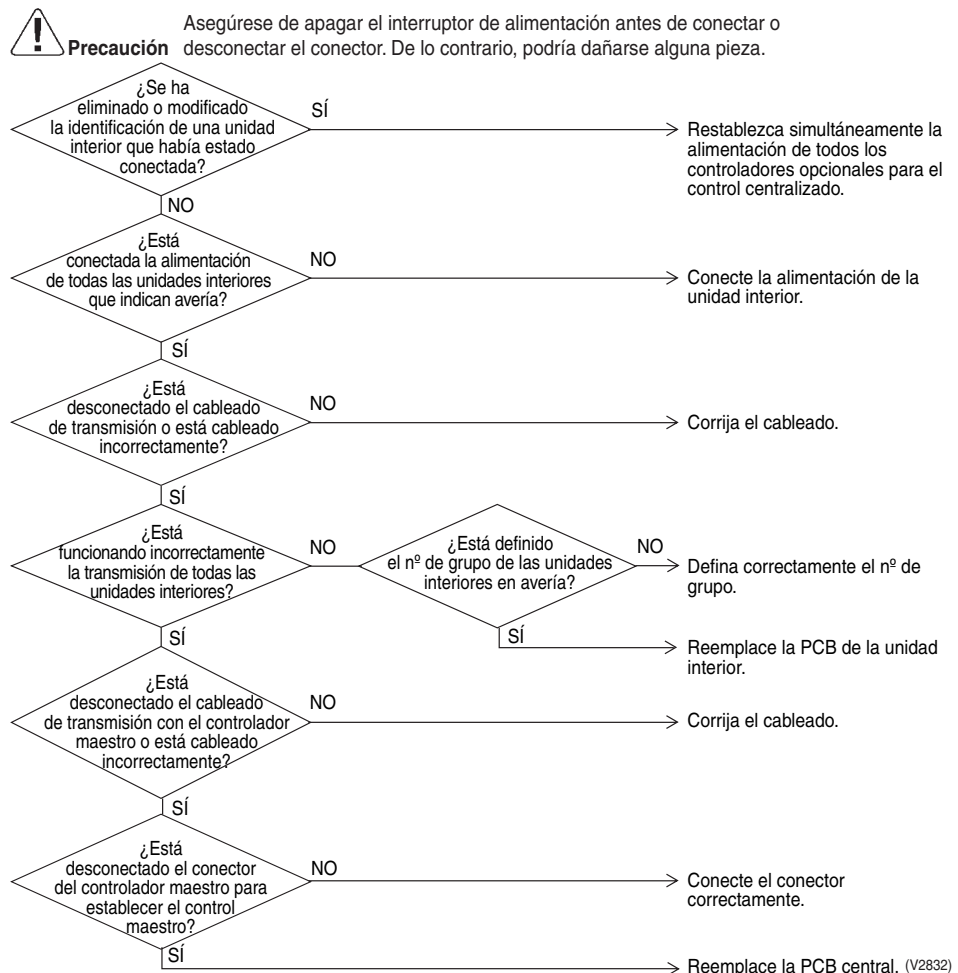 Asegúrese de apagar el interruptor de alimentación antes de conectar o
Precaución desconectar el conector. De lo contrario, podría dañarse alguna pieza.
¿Se ha
eliminado o modificado
la identificación de una unidad
interior que había estado
conectada?
SÍ
Restablezca simultáneamente la
alimentación de todos los
controladores opcionales para el
control centralizado.
NO
¿Está
conectada la alimentación
de todas las unidades interiores
que indican avería?
NO
Conecte la alimentación de la
unidad interior.
SÍ
¿Está
desconectado el cableado
de transmisión o está cableado
incorrectamente?
NO
Corrija el cableado.
SÍ
¿Está
funcionando incorrectamente
la transmisión de todas las
unidades interiores?
NO
¿Está definido
el nº de grupo de las unidades
interiores en avería?
NO
Defina correctamente el nº de
grupo.
SÍ
Reemplace la PCB de la unidad
interior.
SÍ
¿Está
desconectado el cableado
de transmisión con el controlador
maestro o está cableado
incorrectamente?
NO
Corrija el cableado.
SÍ
¿Está
desconectado el conector
del controlador maestro para
establecer el control
maestro?
NO
Conecte el conector
correctamente.
SÍ
Reemplace la PCB central. (V2832)